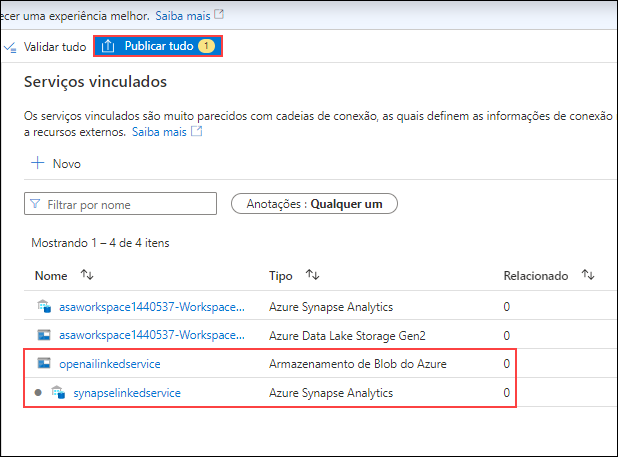 ecer uma experiência melhor. Saiba mais
Validar tudo Publicar tudo 1
Serviços vinculados
Os serviços vinculados são muito parecidos com cadeias de conexão, as quais definem as informações de conexão
a recursos externos. Saiba mais
Novo
Filtrar por nome Anotações : Qualquer um
Mostrando 1 – 4 de 4 itens
Nome Tipo Relacionado
asaworkspace1440537-Workspace... Azure Synapse Analytics 0
asaworkspace1440537-Workspace... Azure Data Lake Storage Gen2 0
openailinkedservice Armazenamento de Blob do Azure 0
synapselinkedservice Azure Synapse Analytics 0